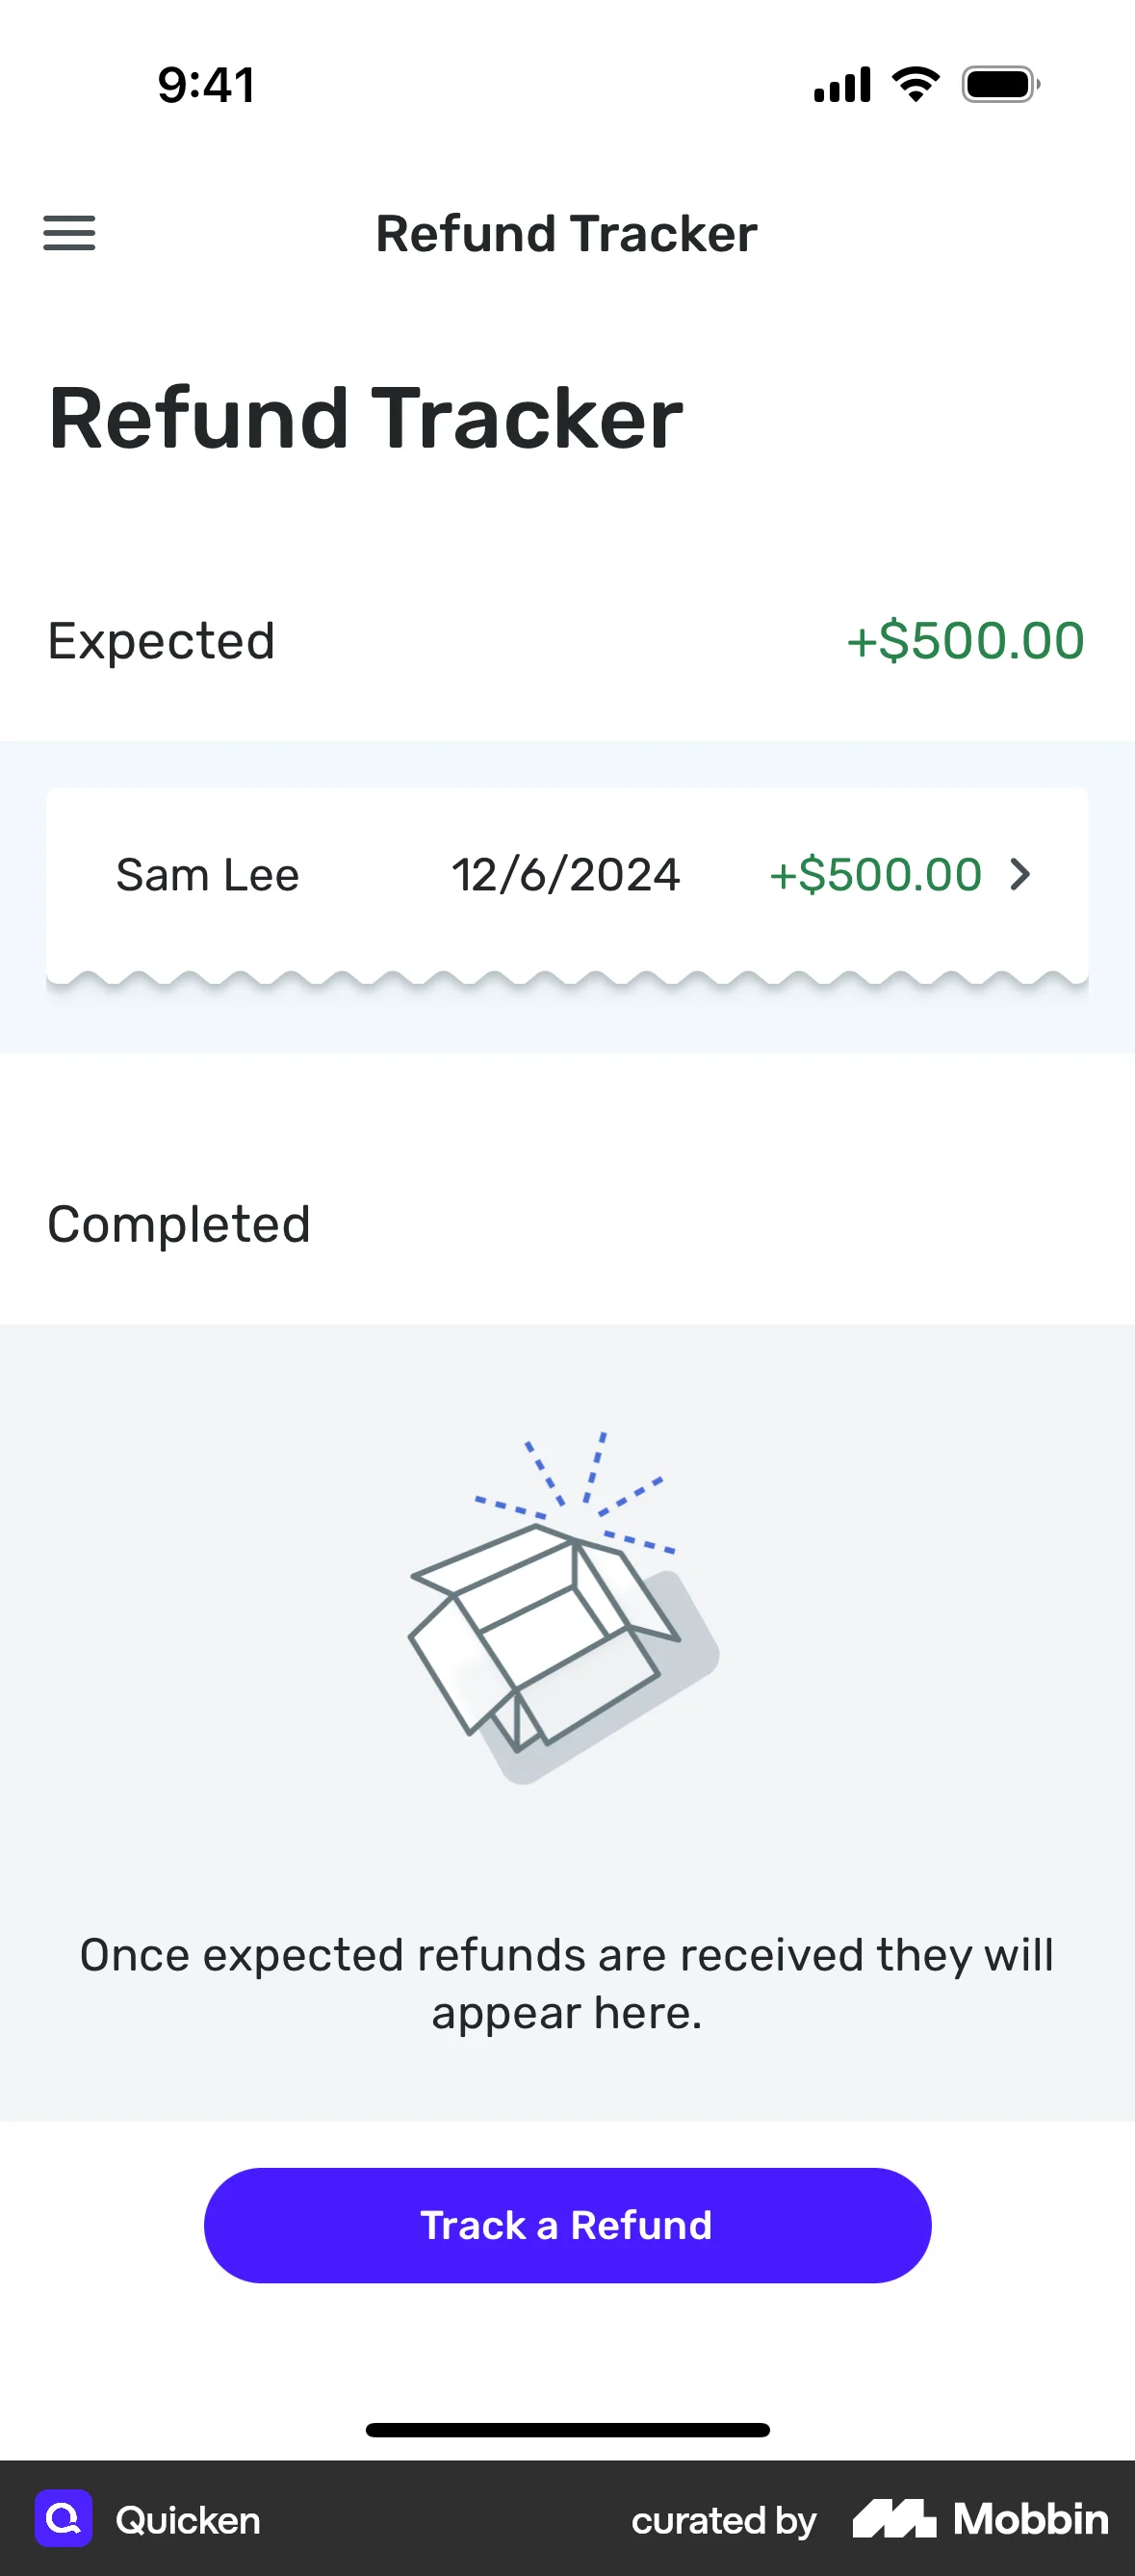 9:41
Refund Tracker
Refund Tracker
Expected +$500.00
Sam Lee 12/6/2024 +$500.00
Completed
Once expected refunds are received they will
appear here.
Track a Refund
Quicken curated by Mobbin